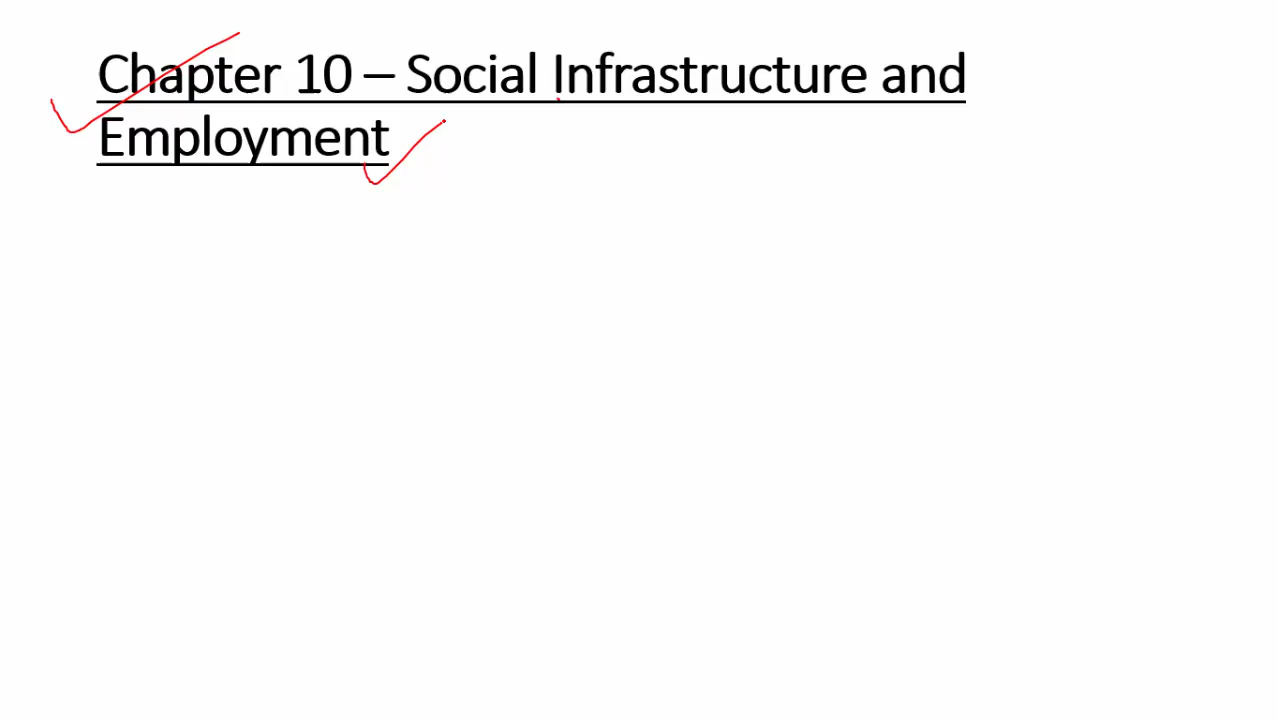 Chapter 10 – Social Infrastructure and
Employment